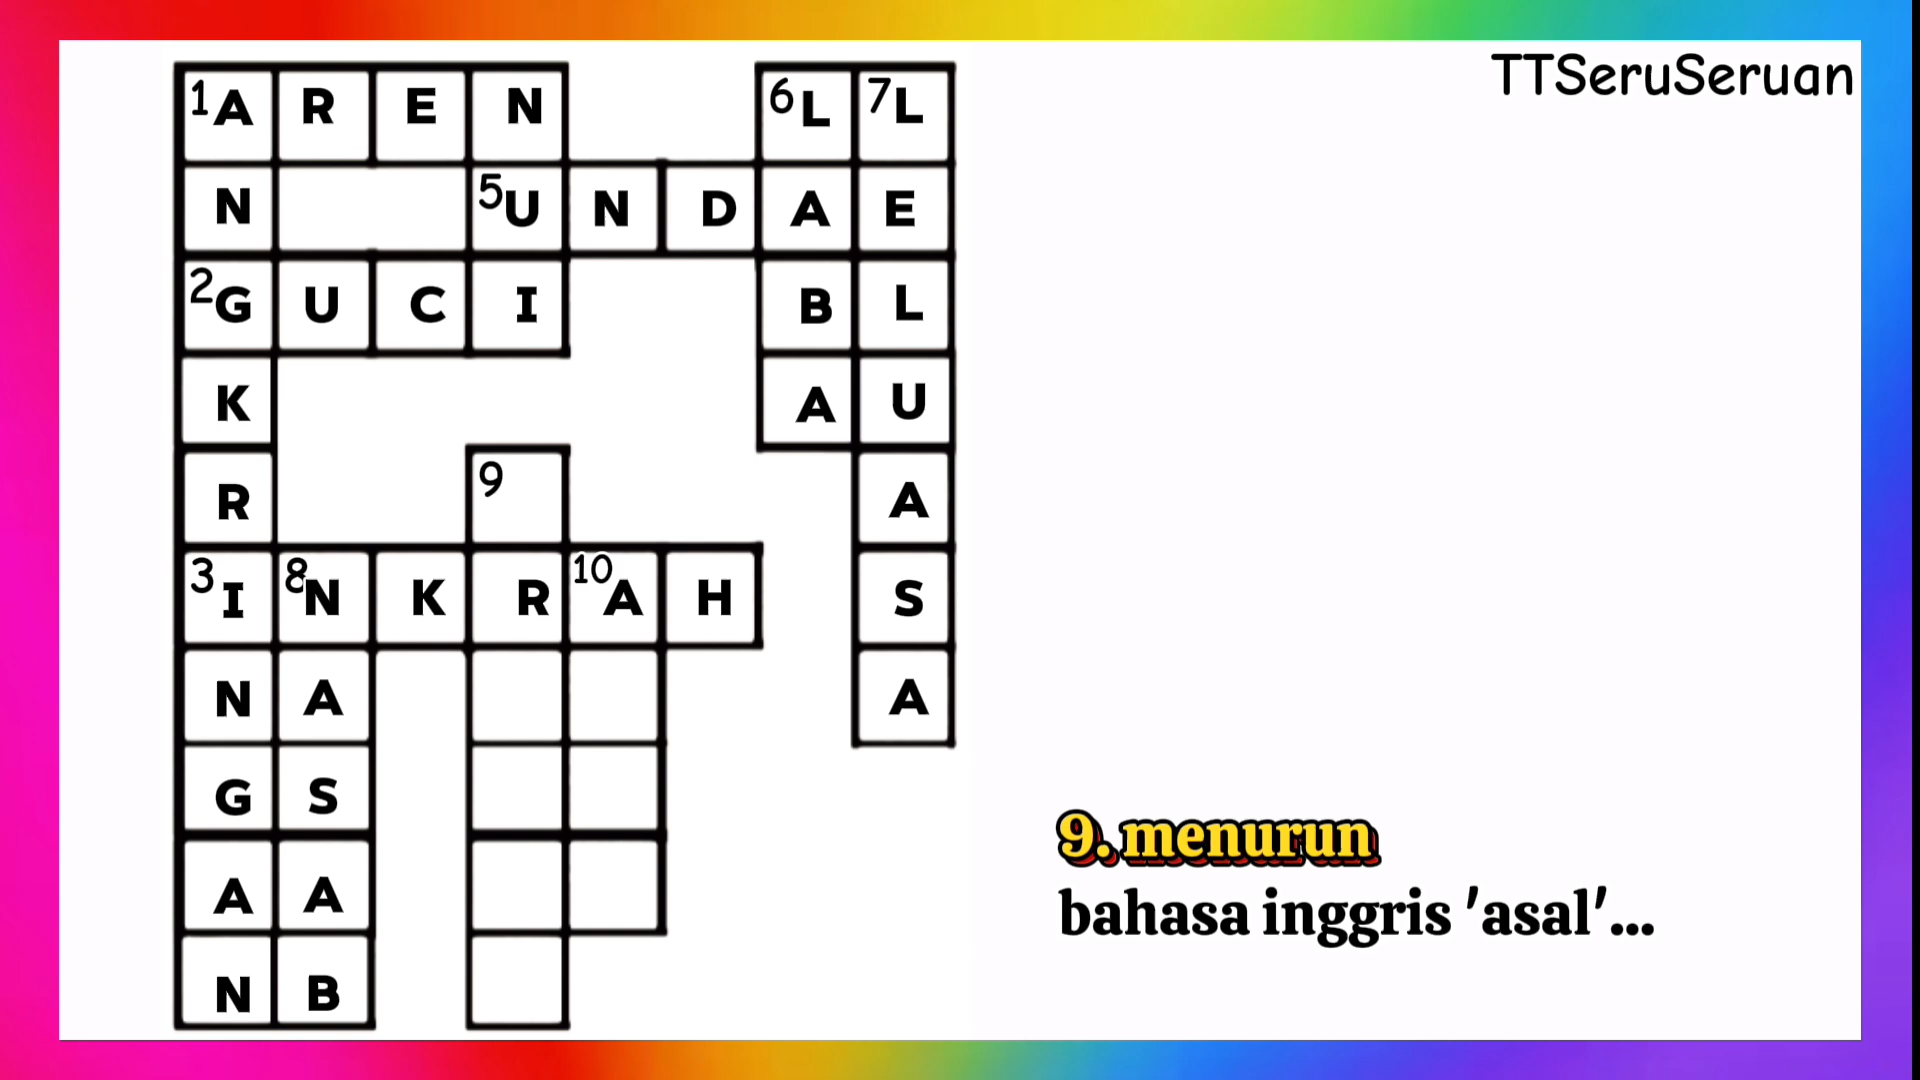 TTSeruSeruan
1A R E N 6L 7L
N 5U N D A E
2G U C I B L
K A U
R 9 A
3I 8N K R 10A H S
N A A
G S
A A
N B
9. menurun
bahasa inggris 'asal'...